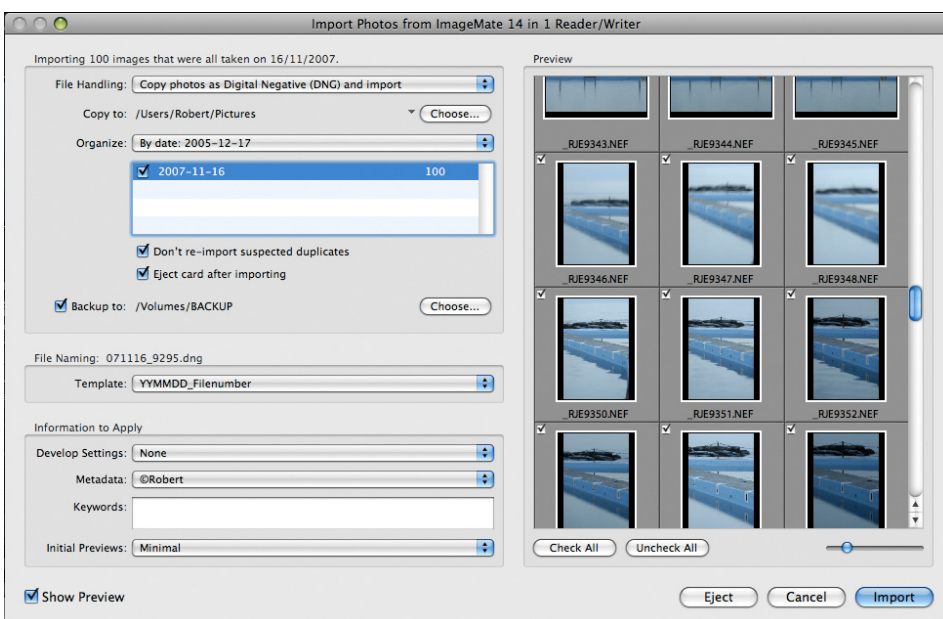 Import Photos from ImageMate 14 in 1 Reader/Writer
Importing 100 images that were all taken on 16/11/2007.
File Handling: Copy photos as Digital Negative (DNG) and import
Copy to: /Users/Robert/Pictures Choose...
Organize: By date: 2005-12-17
2007-11-16 100
Don't re-import suspected duplicates
Eject card after importing
Backup to: /Volumes/BACKUP Choose...
File Naming: 071116_9295.dng
Template: YYMMDD_Filenumber
Information to Apply
Develop Settings: None
Metadata: ©Robert
Keywords:
Initial Previews: Minimal
Show Preview
Preview
_RJE9343.NEF _RJE9344.NEF _RJE9345.NEF
_RJE9346.NEF _RJE9347.NEF _RJE9348.NEF
_RJE9350.NEF _RJE9351.NEF _RJE9352.NEF
Check All Uncheck All
Eject Cancel Import